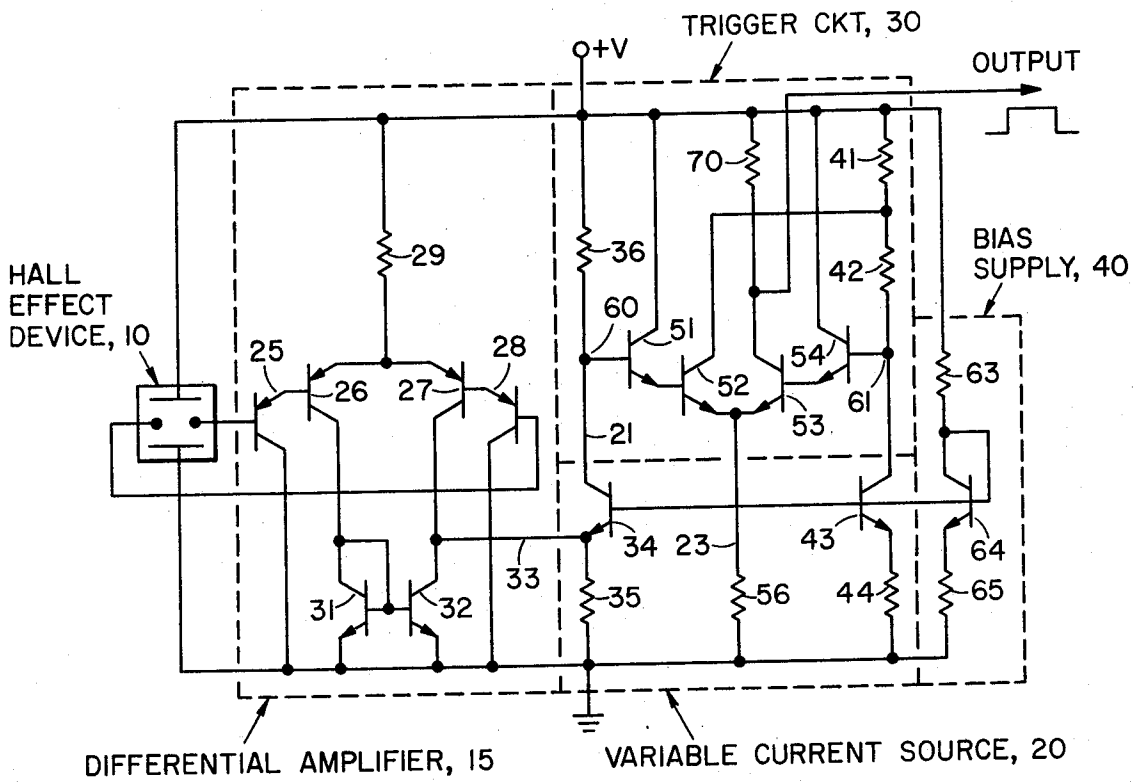 TRIGGER CKT, 30
+V
OUTPUT
70
41
29
36
42
BIAS
SUPPLY, 40
HALL
EFFECT
DEVICE, 10
60
51
54
25
28
26
27
52
53
61
63
21
33
34
23
43
64
31
32
35
56
44
65
DIFFERENTIAL AMPLIFIER, 15
VARIABLE CURRENT SOURCE, 20